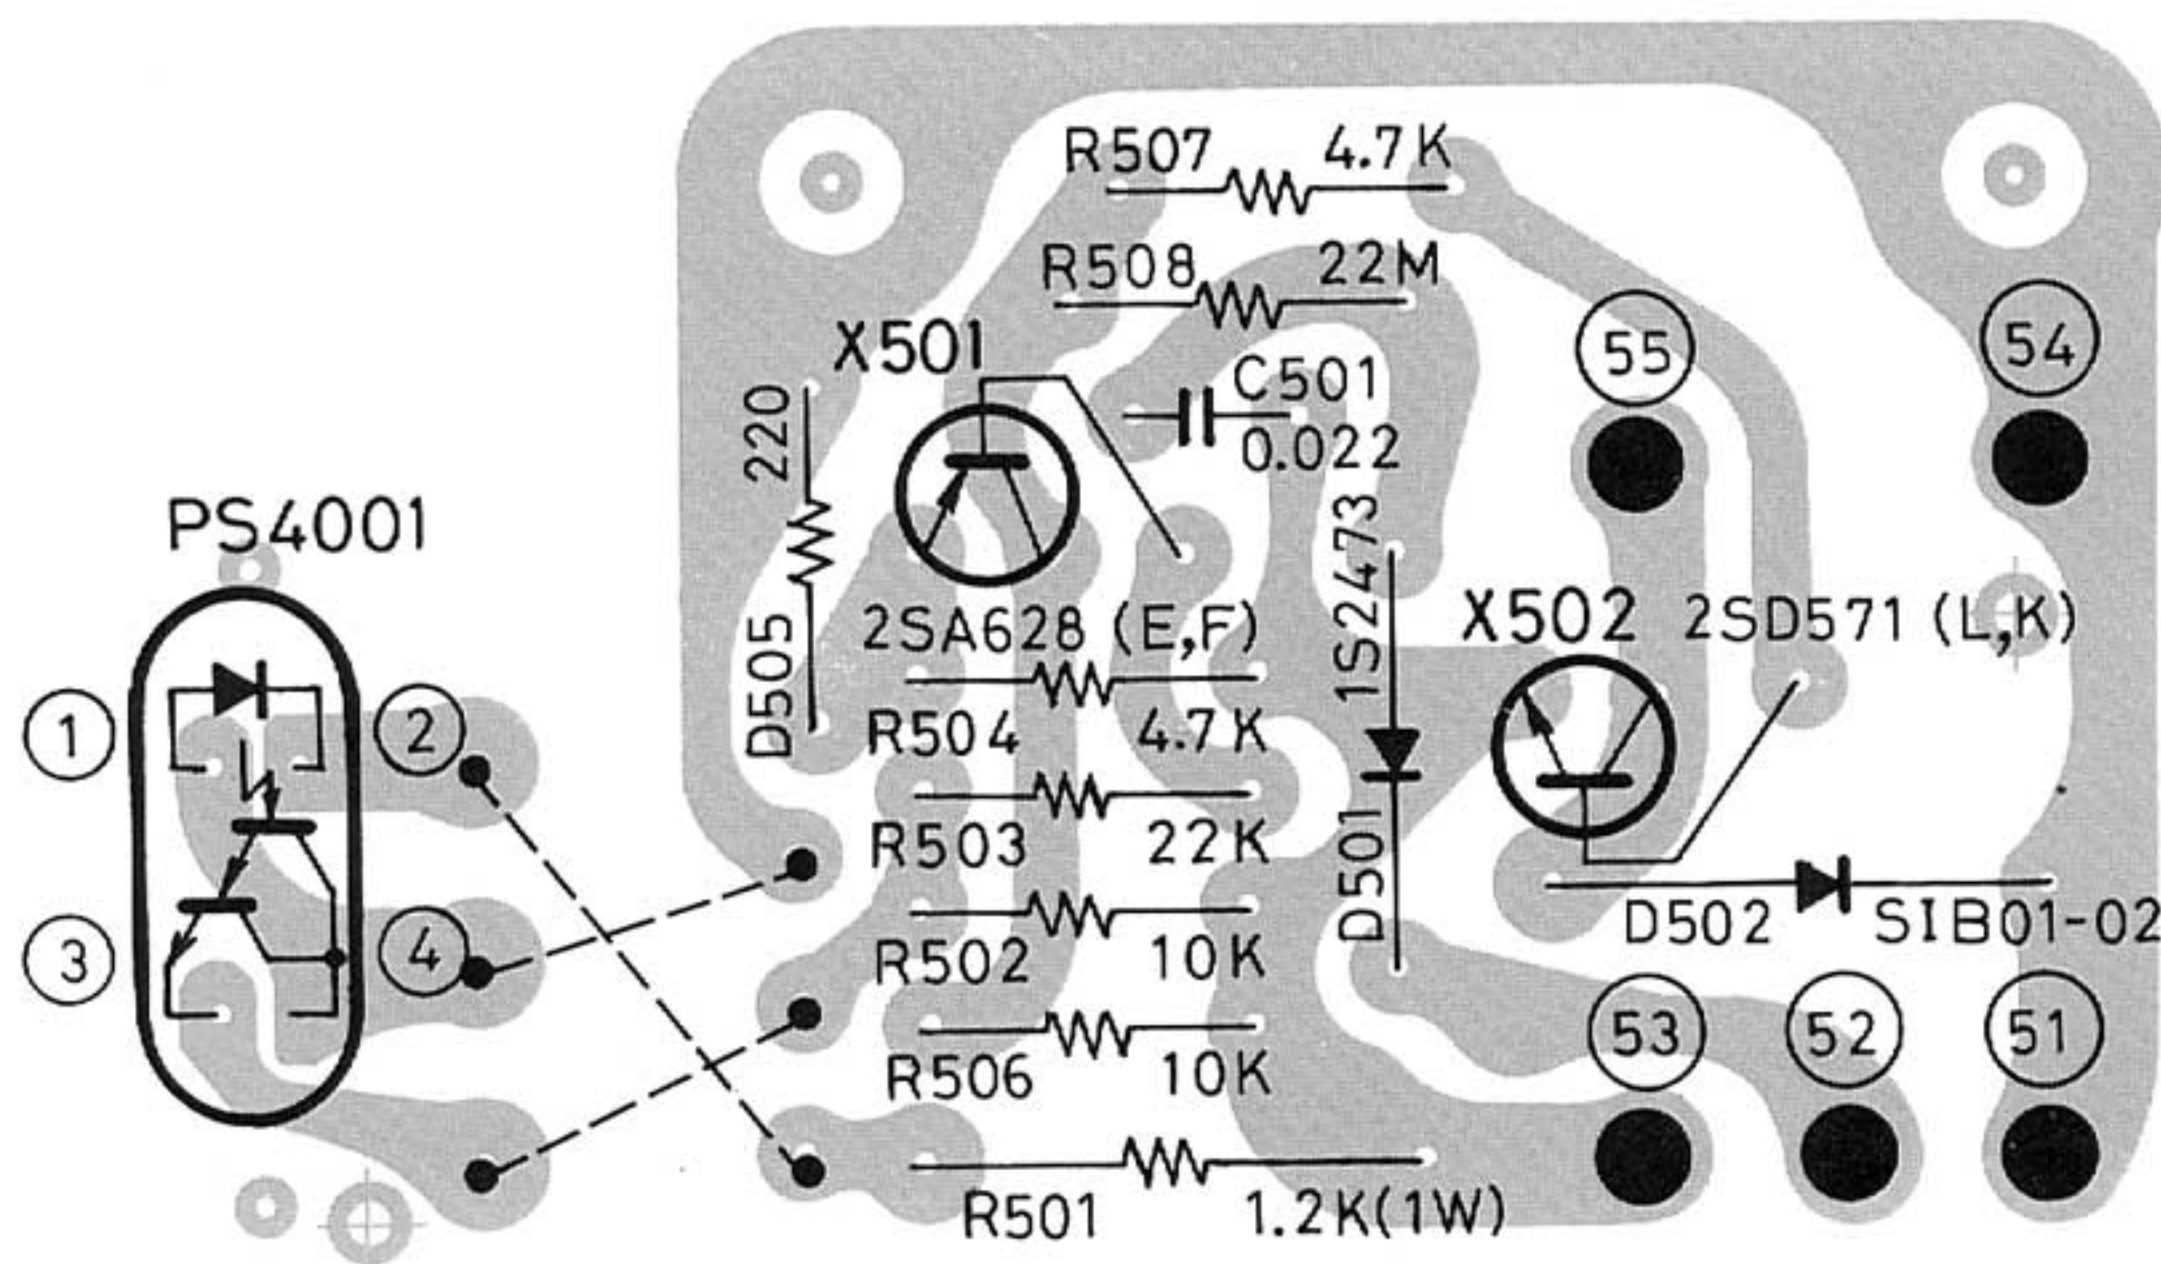 R507 4.7K
R508 22M
X501
C501
0.022
220
D505
55
54
PS4001
2SA628 (E,F)
1S2473
D501
X502 2SD571 (L,K)
1
2
R504 4.7K
R503 22K
3
4
R502 10K
D502 SIB01-02
R506 10K
53
52
51
R501 1.2K(1W)